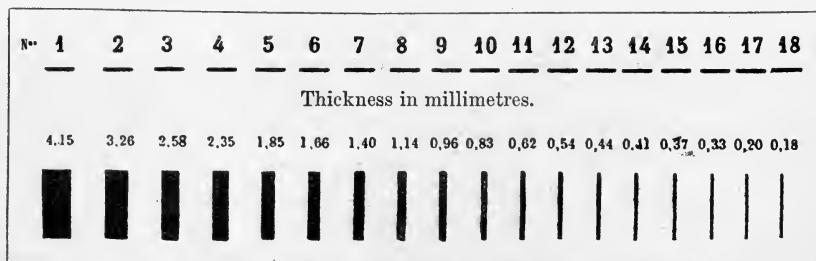 Nos 1 2 3 4 5 6 7 8 9 10 11 12 13 14 15 16 17 18
Thickness in millimetres.
4.15 3.26 2.58 2.35 1,85 1,66 1,40 1,14 0,96 0,83 0,62 0,54 0,44 0,41 0,37 0,33 0,20 0,18